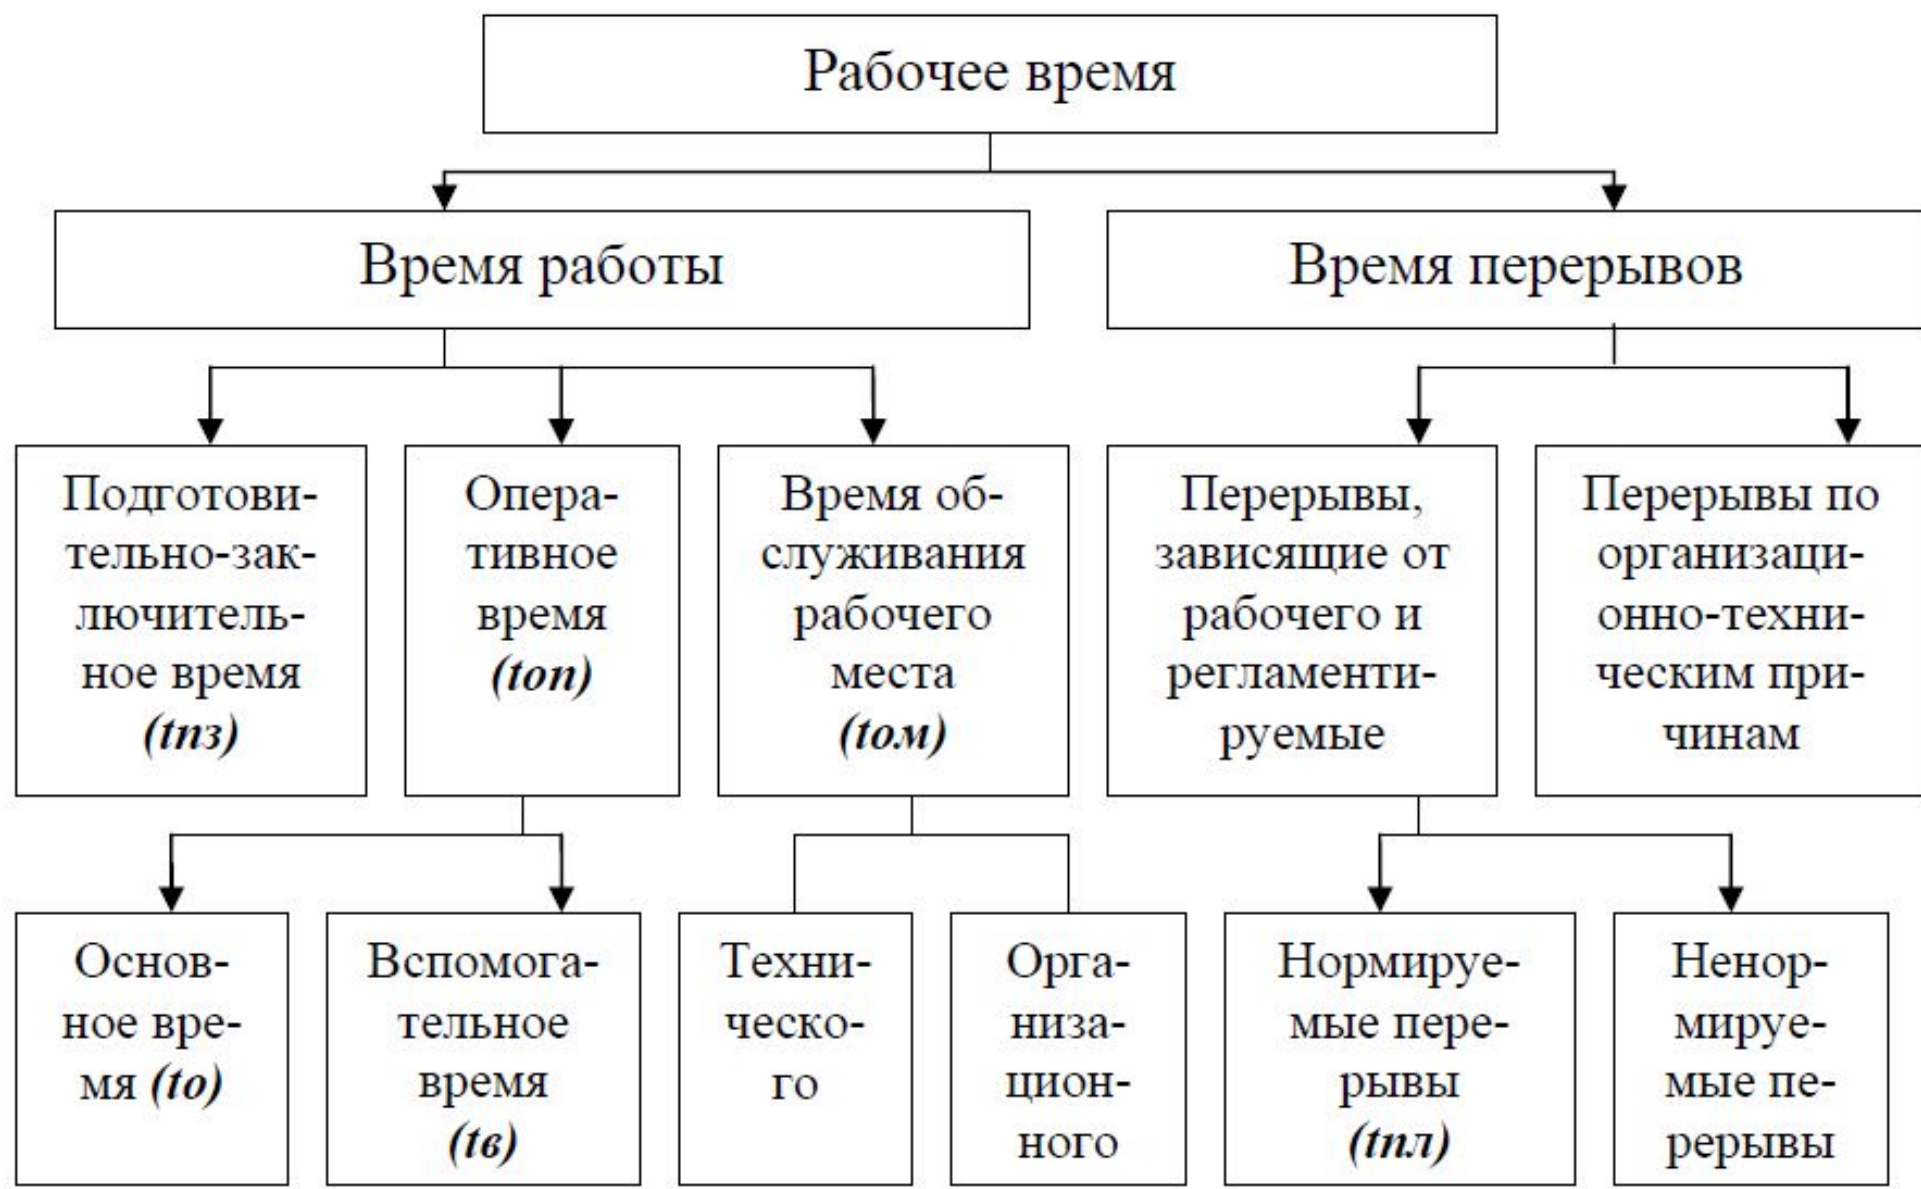 Рабочее время
Время работы
Время перерывов
Подготови-
тельно-зак-
лючитель-
ное время
(tпз)
Опера-
тивное
время
(tоп)
Время об-
служивания
рабочего
места
(tом)
Перерывы,
зависящие от
рабочего и
регламенти-
руемые
Перерывы по
организаци-
онно-техни-
ческим при-
чинам
Основ-
ное вре-
мя (to)
Вспомога-
тельное
время
(tв)
Техни-
ческо-
го
Орга-
низа-
цион-
ного
Нормируе-
мые пере-
рывы
(tпл)
Ненор-
мируе-
мые пе-
рерывы